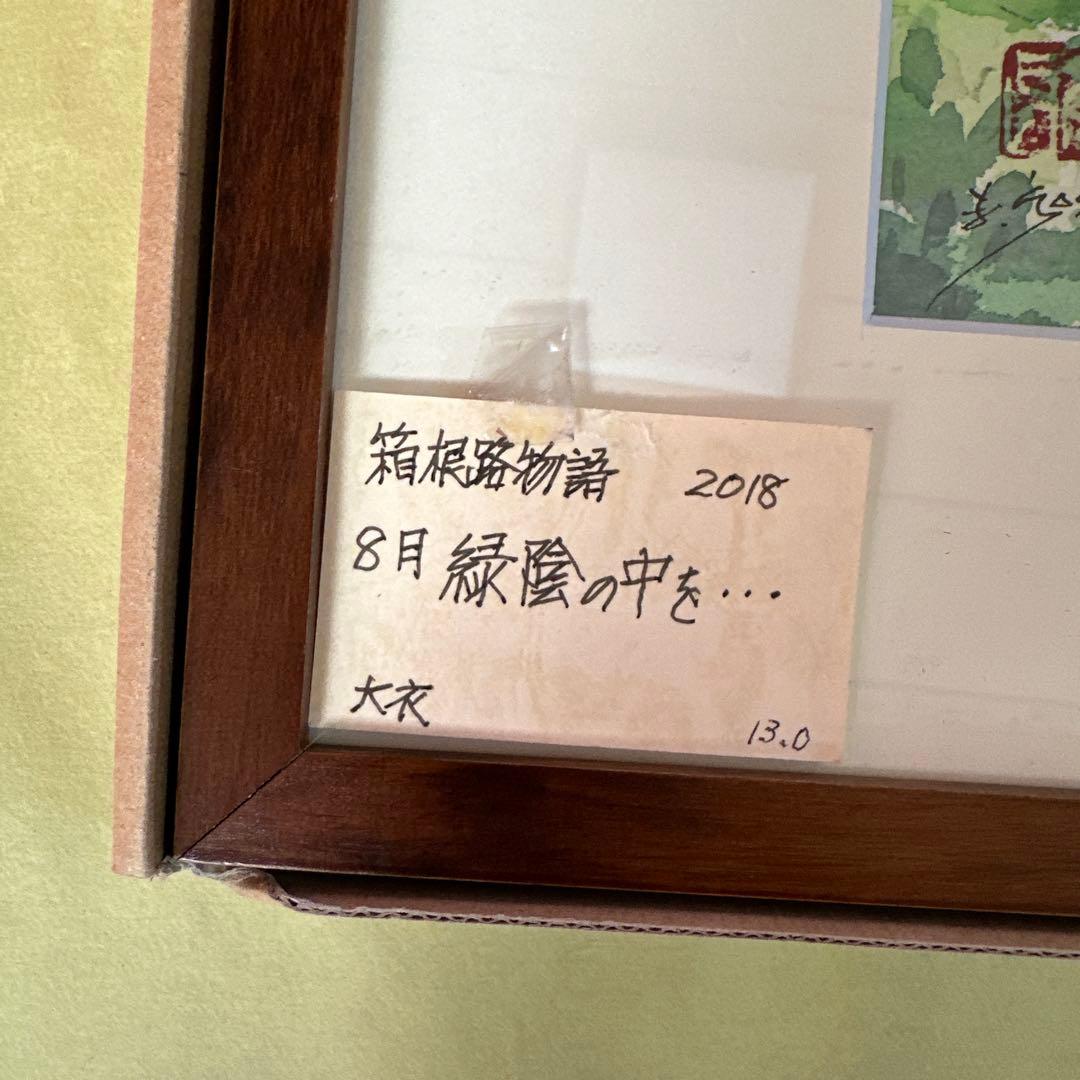 箱根路物語 2018
8月 緑陰の中を…
大衣
13.0